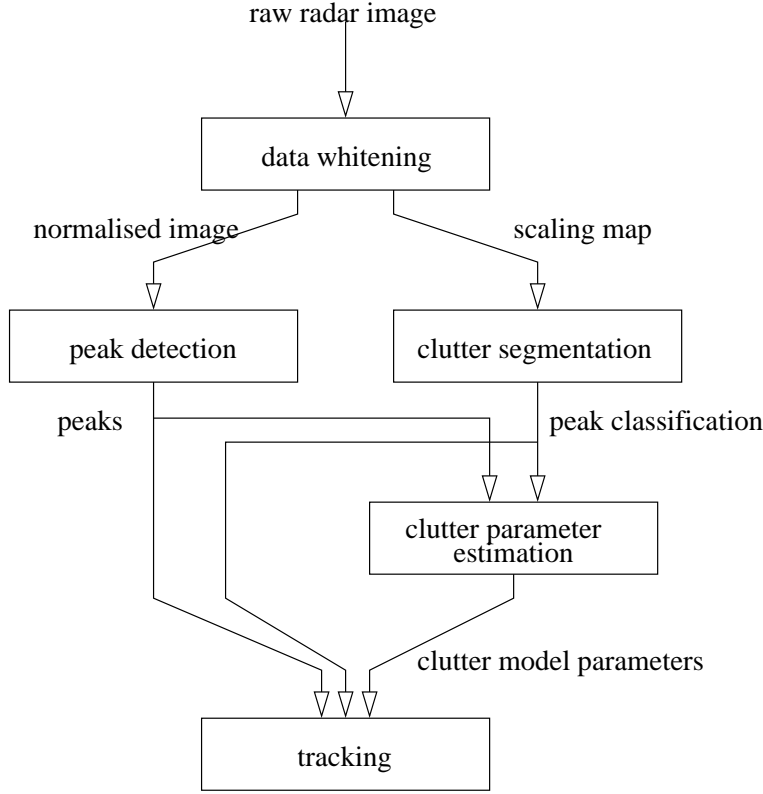 raw radar image
data whitening
normalised image
scaling map
peak detection
clutter segmentation
peaks
peak classification
clutter parameter
estimation
clutter model parameters
tracking